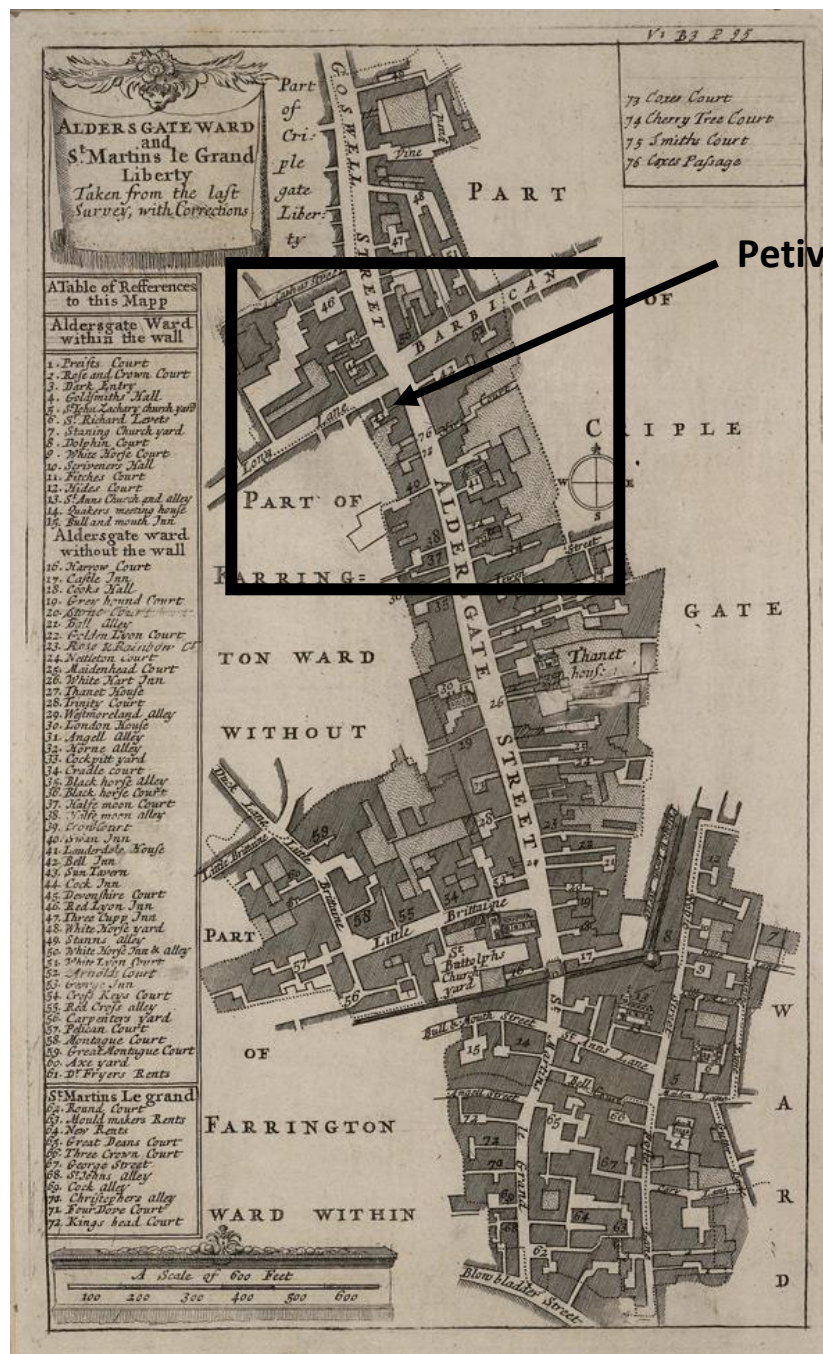 V1 B3 P 95
ALDERSGATE WARD
and
St Martins le Grand
Liberty
Taken from the last
Survey, with Corrections
Part
of
Cri=
ple
gate
Liber=
ty
73 Coxes Court
74 Cherry Tree Court
75 Smiths Court
76 Coxes Passage
A Table of Refferences
to this Mapp
Aldersgate Ward
within the wall
1. Preists Court
2. Rose and Crown Court
3. Dark Entry
4. Goldsmiths Hall
5. St John Zachary church yard
6. Sr Richard Levets
7. Staning Church yard
8. Dolphin Court
9. White Horse Court
10. Scriveners Hall
11. Fitches Court
12. Hides Court
13. St Anns Church and alley
14. Quakers meeting house
15. Bull and mouth Inn
Aldersgate ward
without the wall
16. Harrow Court
17. Castle Inn
18. Cooks Hall
19. Grey hound Court
20. Stone Court
21. Ball Alley
22. Golden Lyon Court
23. Rose & Rainbow Ct
24. Nettleton Court
25. Maidenhead Court
26. White Hart Inn
27. Thanet House
28. Trinity Court
29. Westmoreland Alley
30. London House
31. Angell Alley
32. Horne alley
33. Cockpitt yard
34. Cradle court
35. Black horse alley
36. Black horse Court
37. Halfe moon Court
38. Halfe moon alley
39. Crown Court
40. Swan Inn
41. Lauderdale House
42. Bell Inn
43. Sun Tavern
44. Cock Inn
45. Devonshire Court
46. Red Lyon Inn
47. Three Cupp Inn
48. White Horse yard
49. Stanns alley
50. White Horse Inn & alley
51. White Lyon Court
52. Arnolds Court
53. George Inn
54. Cross Keys Court
55. Red Cross alley
56. Carpenters yard
57. Pelican Court
58. Montague Court
59. Great Montague Court
60. Axe yard
61. Dr Fryers Rents
St Martins Le grand
62. Round Court
63. Mould makers Rents
64. New Rents
65. Great Deans Court
66. Three Crown Court
67. George Street
68. St Johns alley
69. Cock alley
70. Christophers alley
71. Four Dove Court
72. Kings head Court
A Scale of 600 Feet
100 200 300 400 500 600
GOSWELL STREET
Vine
PART
OF
CRIPLE
GATE
WARD
Petiv
BARBICAN
Long Lane
ALDERSGATE STREET
PART OF
FARRING=
TON WARD
WITHOUT
Thanet
house
Duck Lane
Little Brittaine
Little Brittaine
Little Brittaine
St
Buttolphs
Church
yard
PART
OF
FARRINGTON
WARD WITHIN
Bull & Mouth Street
St Anns Lane
Angell Street
Bell Court
St Martins le Grand
Blowbladder Street